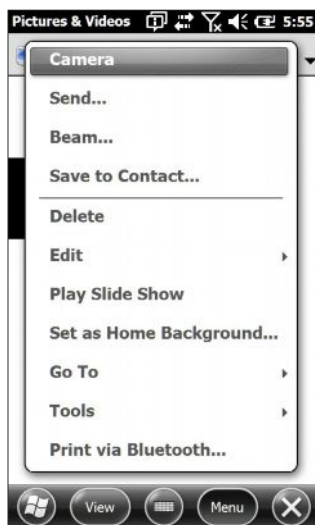 Pictures & Videos 5:55
Camera
Send...
Beam...
Save to Contact...
Delete
Edit
Play Slide Show
Set as Home Background...
Go To
Tools
Print via Bluetooth...
View Menu